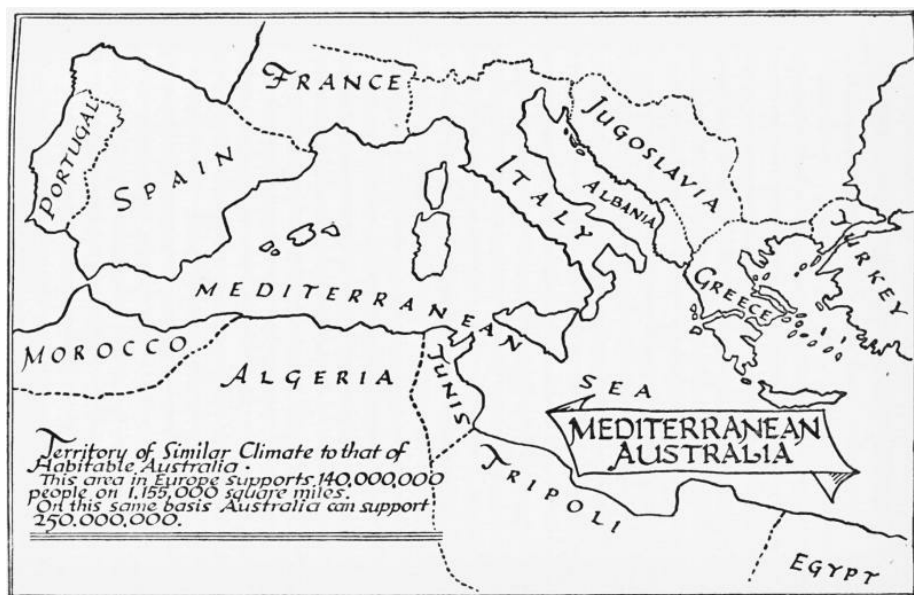 FRANCE
JUGOSLAVIA
PORTUGAL
SPAIN
ITALY
ALBANIA
TURKEY
GREECE
MEDITERRANEAN
SEA
MOROCCO
ALGERIA
TUNIS
TRIPOLI
EGYPT
MEDITERRANEAN
AUSTRALIA
Territory of Similar Climate to that of
Habitable Australia.
This area in Europe supports 140,000,000
people on 1,155,000 square miles.
On this same basis Australia can support
250.000,000.